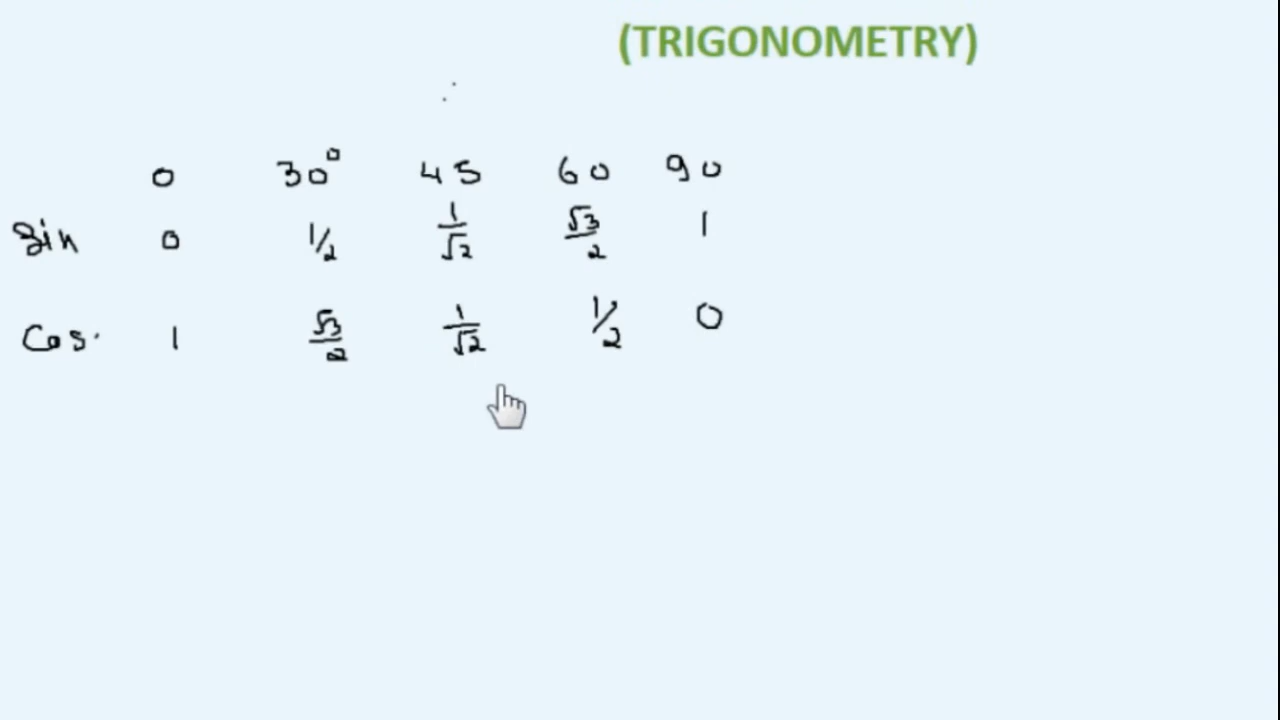 (TRIGONOMETRY)
0 30° 45 60 90
Sin 0 1/2 1/√2 √3/2 1
Cos. 1 √3/2 1/√2 1/2 0